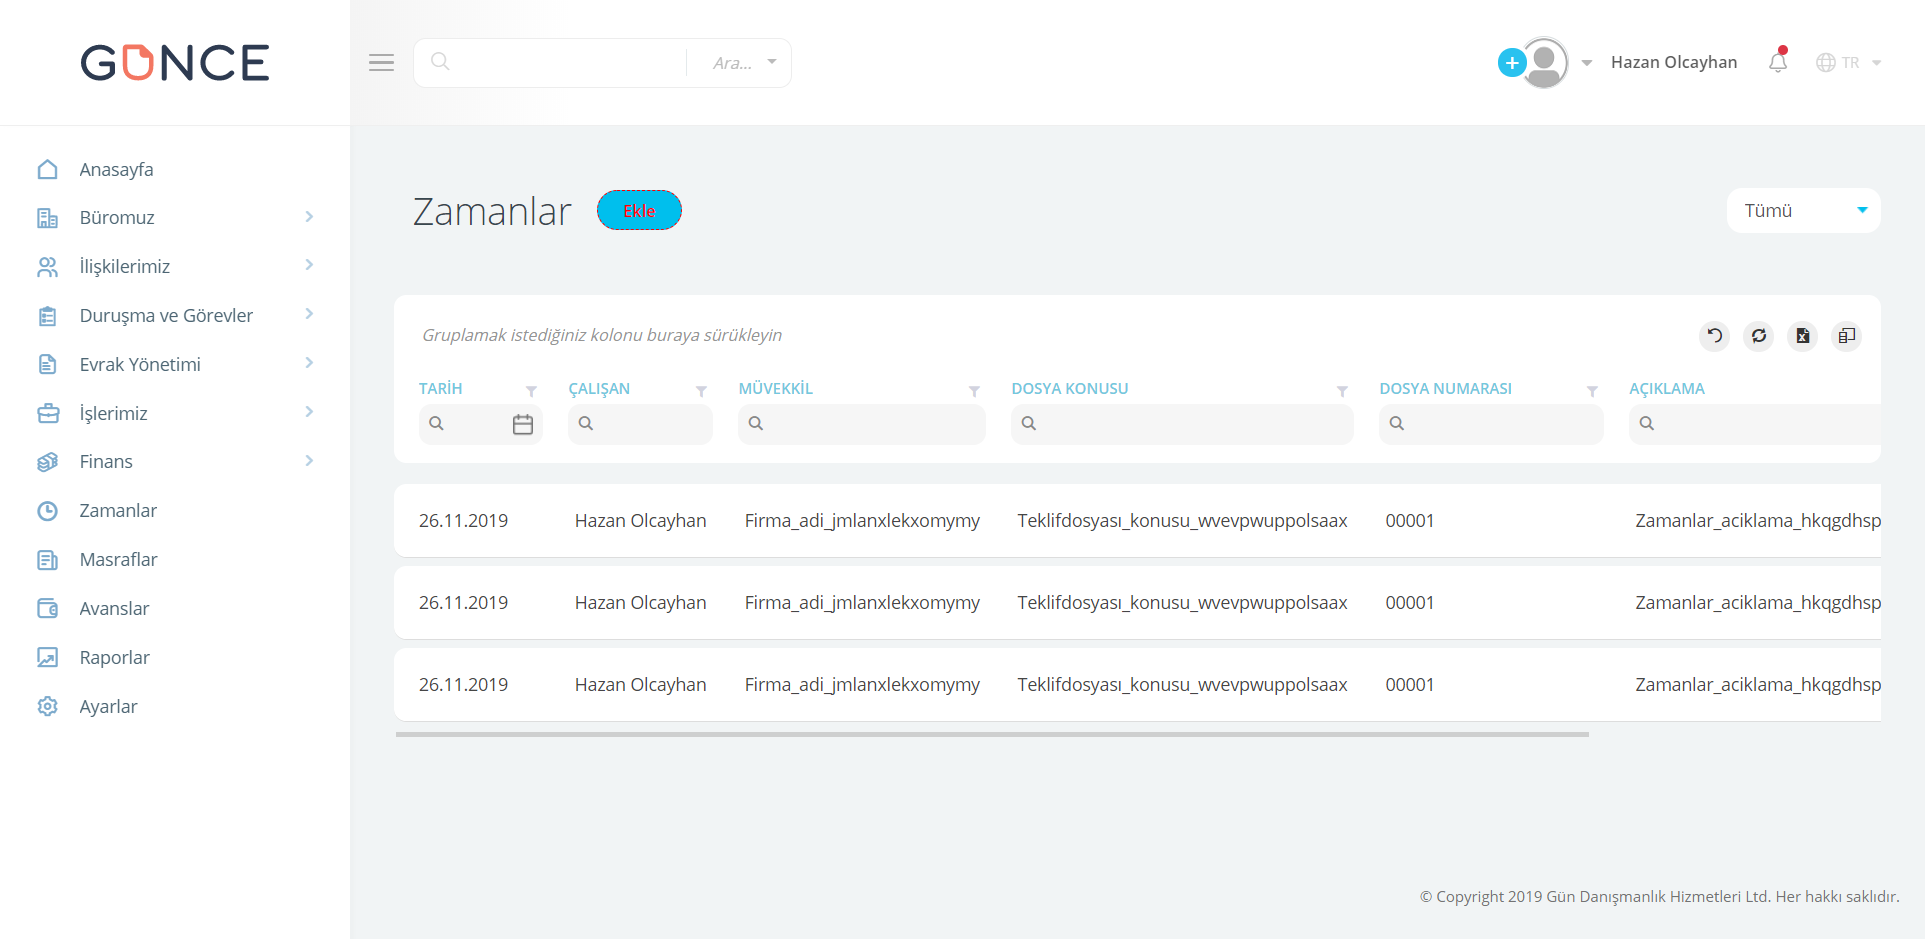 GÜNCE
Ara...
Hazan Olcayhan
TR
Anasayfa
Büromuz
İlişkilerimiz
Duruşma ve Görevler
Evrak Yönetimi
İşlerimiz
Finans
Zamanlar
Masraflar
Avanslar
Raporlar
Ayarlar
Zamanlar Ekle Tümü
Gruplamak istediğiniz kolonu buraya sürükleyin
TARİH ÇALIŞAN MÜVEKKİL DOSYA KONUSU DOSYA NUMARASI AÇIKLAMA
26.11.2019 Hazan Olcayhan Firma_adi_jmlanxlekxomymy Teklifdosyası_konusu_wvevpwuppolsaax 00001 Zamanlar_aciklama_hkqgdhsp
26.11.2019 Hazan Olcayhan Firma_adi_jmlanxlekxomymy Teklifdosyası_konusu_wvevpwuppolsaax 00001 Zamanlar_aciklama_hkqgdhsp
26.11.2019 Hazan Olcayhan Firma_adi_jmlanxlekxomymy Teklifdosyası_konusu_wvevpwuppolsaax 00001 Zamanlar_aciklama_hkqgdhsp
© Copyright 2019 Gün Danışmanlık Hizmetleri Ltd. Her hakkı saklıdır.